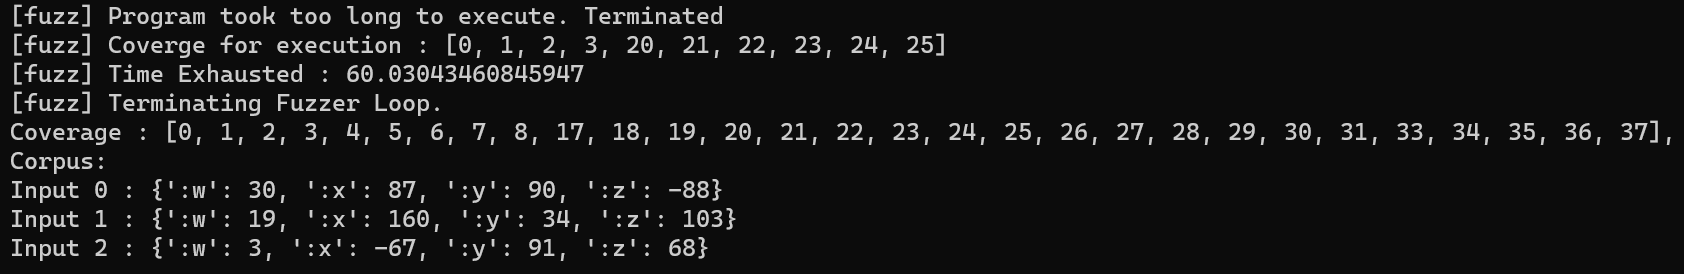 [fuzz] Program took too long to execute. Terminated
[fuzz] Coverge for execution : [0, 1, 2, 3, 20, 21, 22, 23, 24, 25]
[fuzz] Time Exhausted : 60.03043460845947
[fuzz] Terminating Fuzzer Loop.
Coverage : [0, 1, 2, 3, 4, 5, 6, 7, 8, 17, 18, 19, 20, 21, 22, 23, 24, 25, 26, 27, 28, 29, 30, 31, 33, 34, 35, 36, 37],
Corpus:
Input 0 : {':w': 30, ':x': 87, ':y': 90, ':z': -88}
Input 1 : {':w': 19, ':x': 160, ':y': 34, ':z': 103}
Input 2 : {':w': 3, ':x': -67, ':y': 91, ':z': 68}